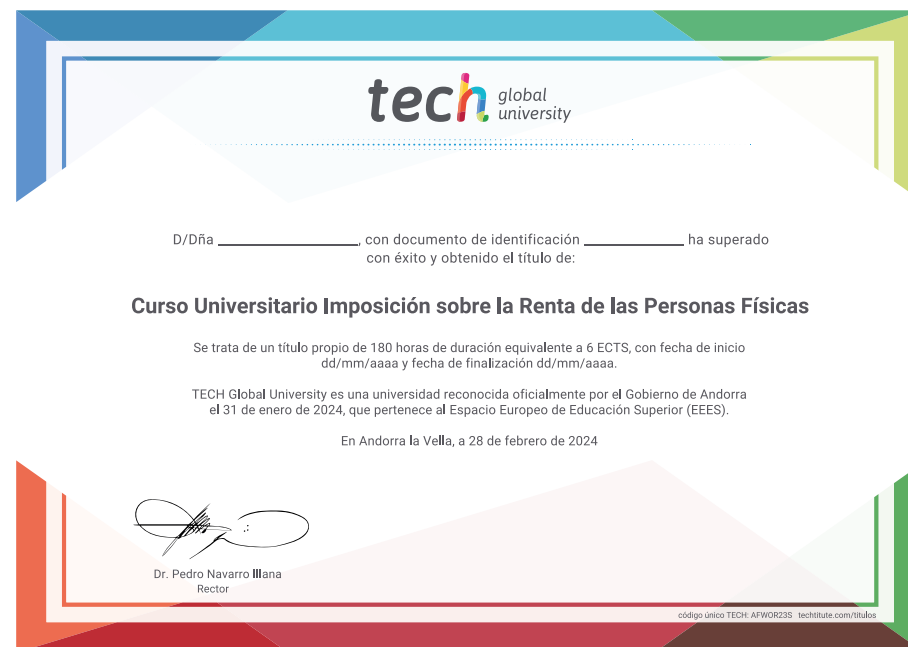 tech global
university
D/Dña ______________, con documento de identificación __________ ha superado
con éxito y obtenido el título de:
Curso Universitario Imposición sobre la Renta de las Personas Físicas
Se trata de un título propio de 180 horas de duración equivalente a 6 ECTS, con fecha de inicio
dd/mm/aaaa y fecha de finalización dd/mm/aaaa.
TECH Global University es una universidad reconocida oficialmente por el Gobierno de Andorra
el 31 de enero de 2024, que pertenece al Espacio Europeo de Educación Superior (EEES).
En Andorra la Vella, a 28 de febrero de 2024
Dr. Pedro Navarro Illana
Rector
código único TECH: AFWOR23S techtitute.com/titulos